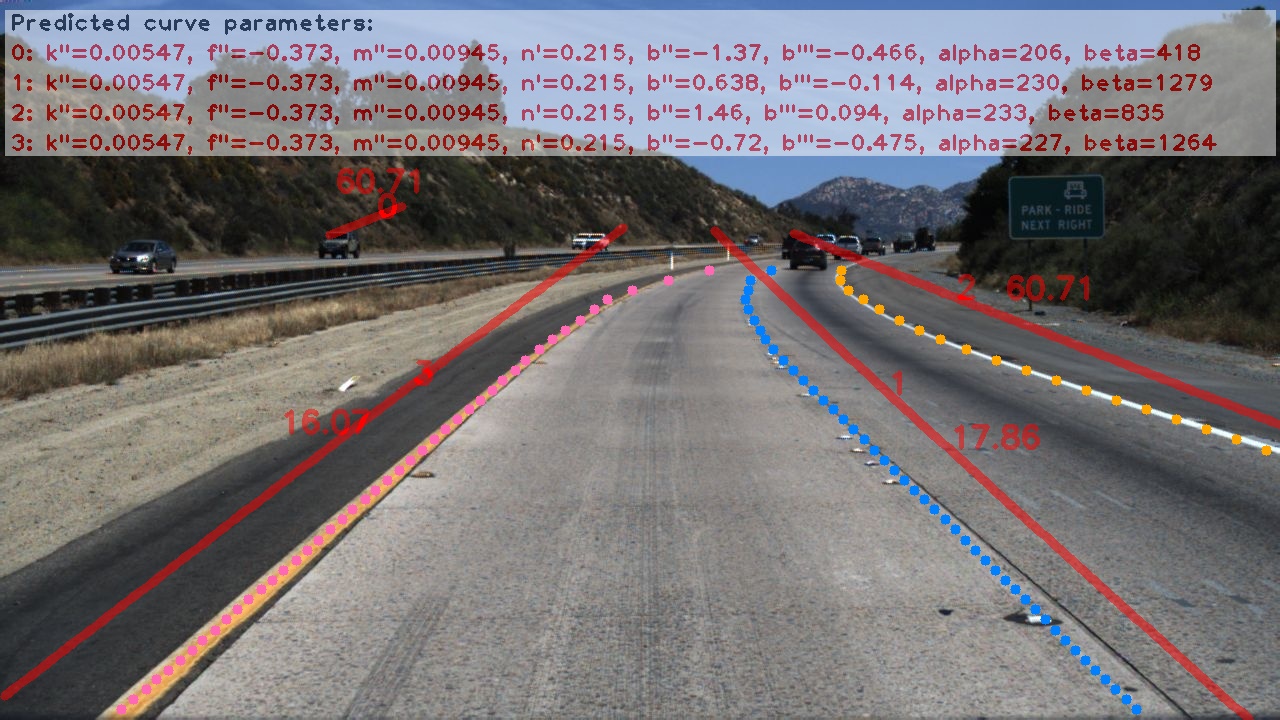 Predicted curve parameters:
0: k''=0.00547, f''=−0.373, m''=0.00945, n'=0.215, b''=−1.37, b'''=−0.466, alpha=206, beta=418
1: k''=0.00547, f''=−0.373, m''=0.00945, n'=0.215, b''=0.638, b'''=−0.114, alpha=230, beta=1279
2: k''=0.00547, f''=−0.373, m''=0.00945, n'=0.215, b''=1.46, b'''=0.094, alpha=233, beta=835
3: k''=0.00547, f''=−0.373, m''=0.00945, n'=0.215, b''=−0.72, b'''=−0.475, alpha=227, beta=1264
60.71
0
PARK - RIDE
NEXT RIGHT
2 60.71
3
1
16.07
17.86